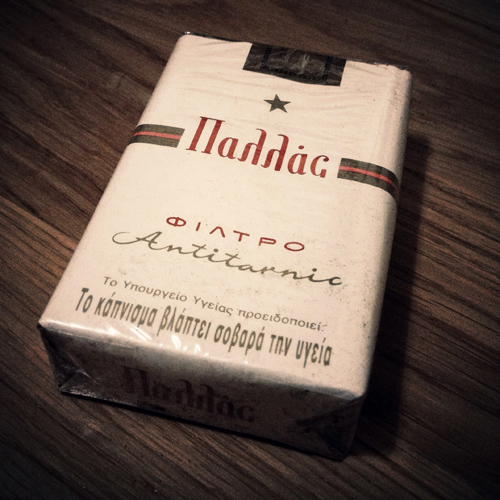 Παλλάς
ΦΙΛΤΡΟ
Antitarnic
Το Υπουργείο Υγείας προειδοποιεί:
Το κάπνισμα βλάπτει σοβαρά την υγεία
Παλλάς